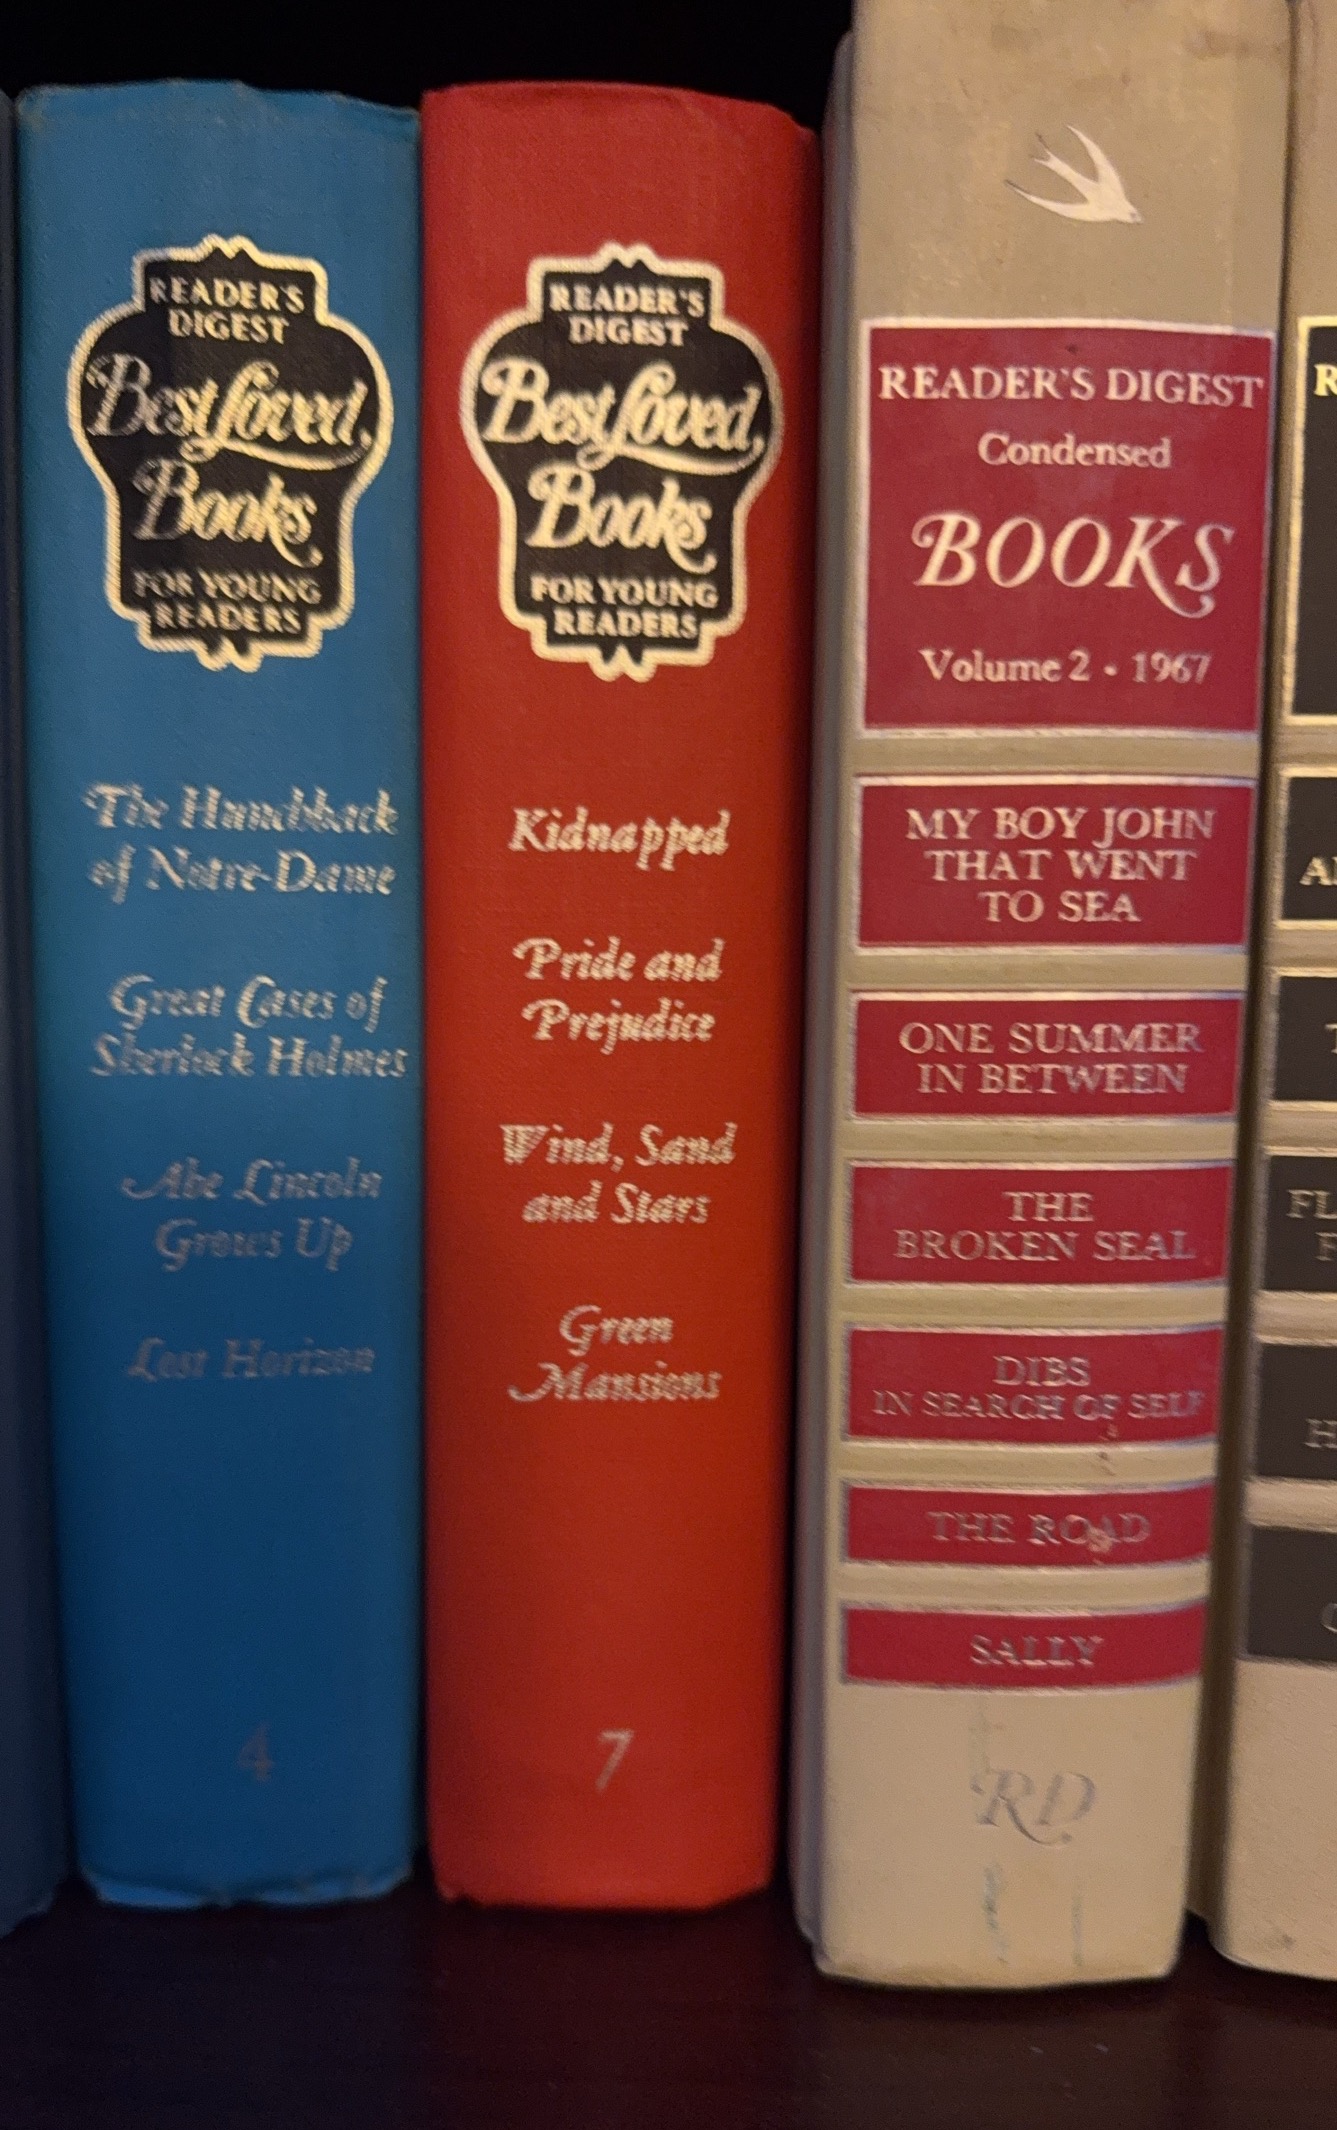 READER'S
DIGEST
Best Loved
Books
FOR YOUNG
READERS
The Hunchback
of Notre-Dame
Great Cases of
Sherlock Holmes
Abe Lincoln
Grows Up
Lost Horizon
4
READER'S
DIGEST
Best Loved
Books
FOR YOUNG
READERS
Kidnapped
Pride and
Prejudice
Wind, Sand
and Stars
Green
Mansions
7
READER'S DIGEST
Condensed
BOOKS
Volume 2 • 1967
MY BOY JOHN
THAT WENT
TO SEA
ONE SUMMER
IN BETWEEN
THE
BROKEN SEAL
DIBS
IN SEARCH OF SELF
THE ROAD
SALLY
RD